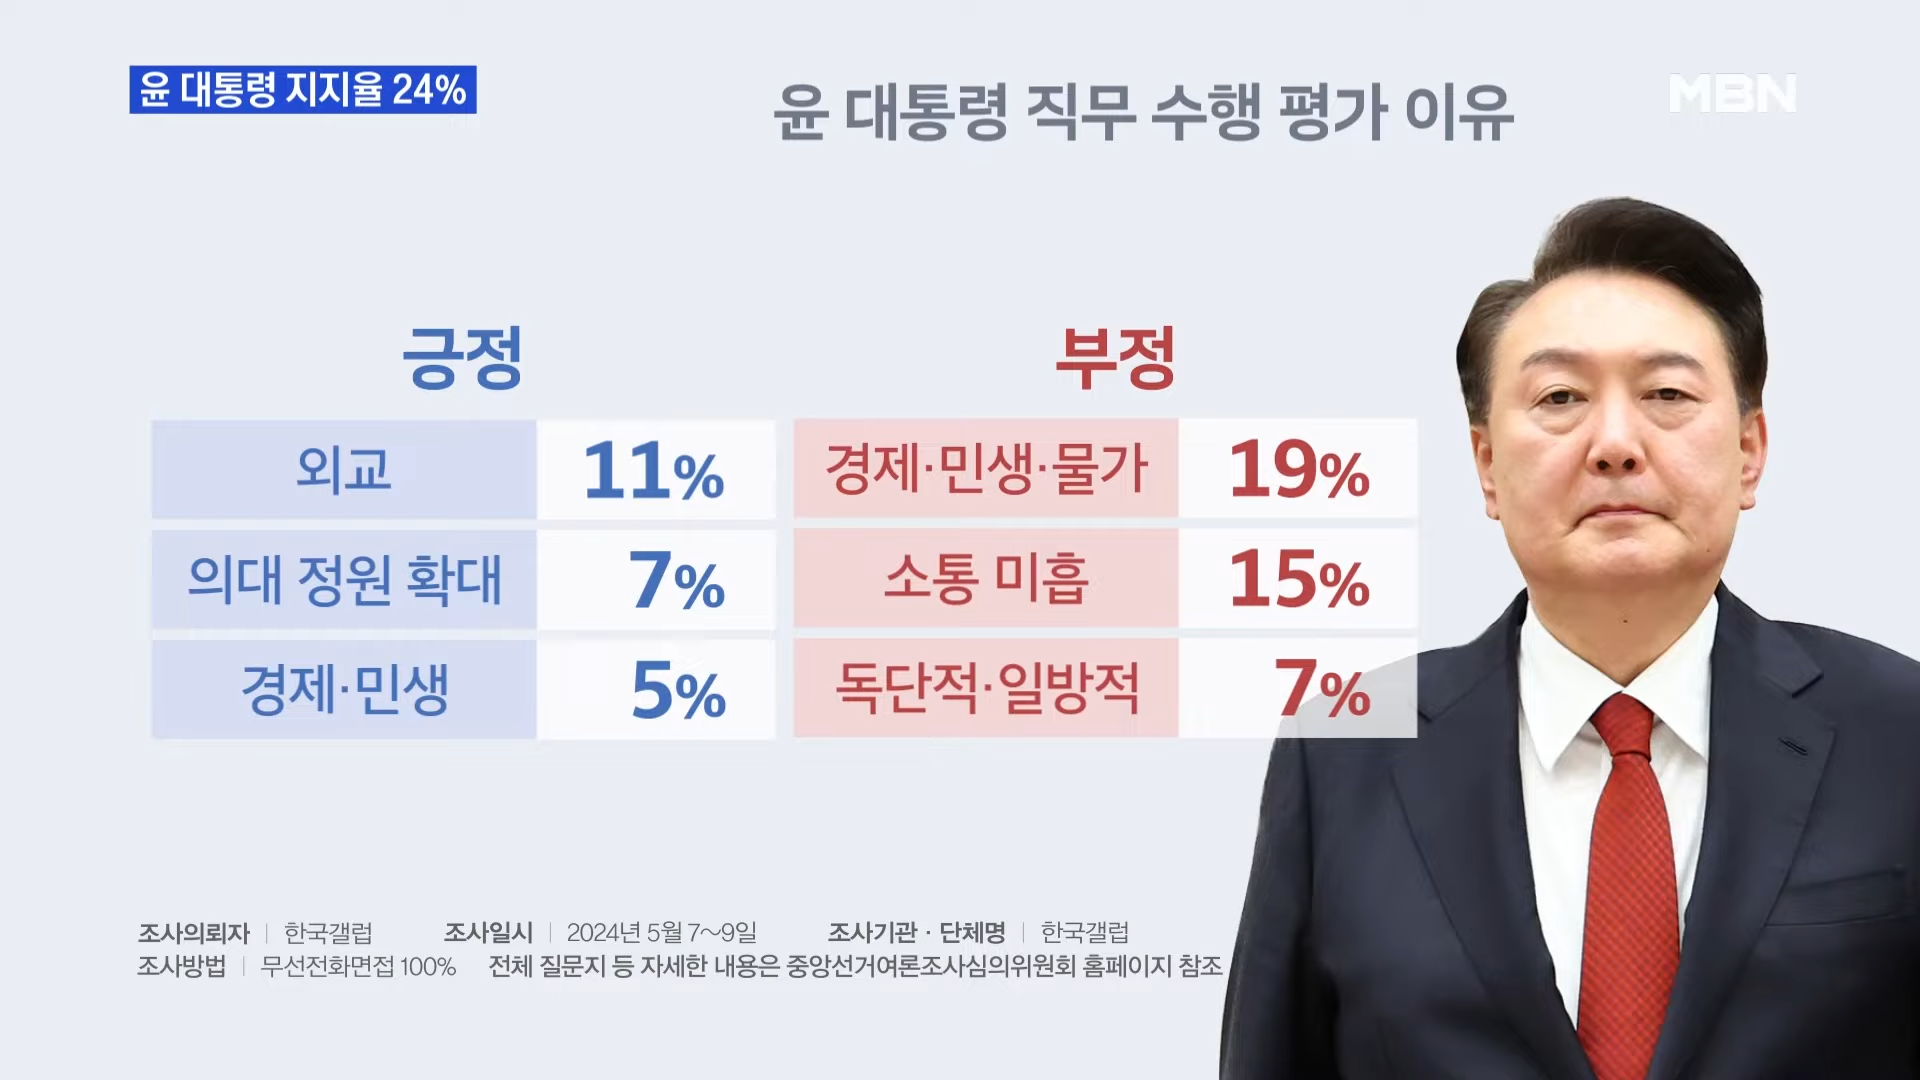 윤 대통령 지지율 24%
윤 대통령 직무 수행 평가 이유
MBN
긍정
외교 11%
의대 정원 확대 7%
경제·민생 5%
부정
경제·민생·물가 19%
소통 미흡 15%
독단적·일방적 7%
조사의뢰자 | 한국갤럽 조사일시 | 2024년 5월 7~9일 조사기관·단체명 | 한국갤럽
조사방법 | 무선전화면접 100% 전체 질문지 등 자세한 내용은 중앙선거여론조사심의위원회 홈페이지 참조